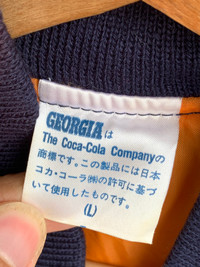 GEORGIAは
The Coca-Cola Companyの
商標です。この製品には日本
コカ・コーラ㈱の許可に基づ
いて使用したものです。
(L)